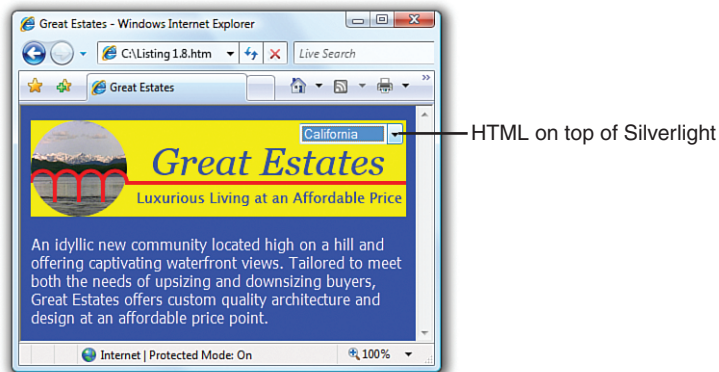 Great Estates - Windows Internet Explorer
C:\Listing 1.8.htm
Live Search
Great Estates
»
California
HTML on top of Silverlight
Great Estates
Luxurious Living at an Affordable Price
An idyllic new community located high on a hill and
offering captivating waterfront views. Tailored to meet
both the needs of upsizing and downsizing buyers,
Great Estates offers custom quality architecture and
design at an affordable price point.
Internet | Protected Mode: On
100%